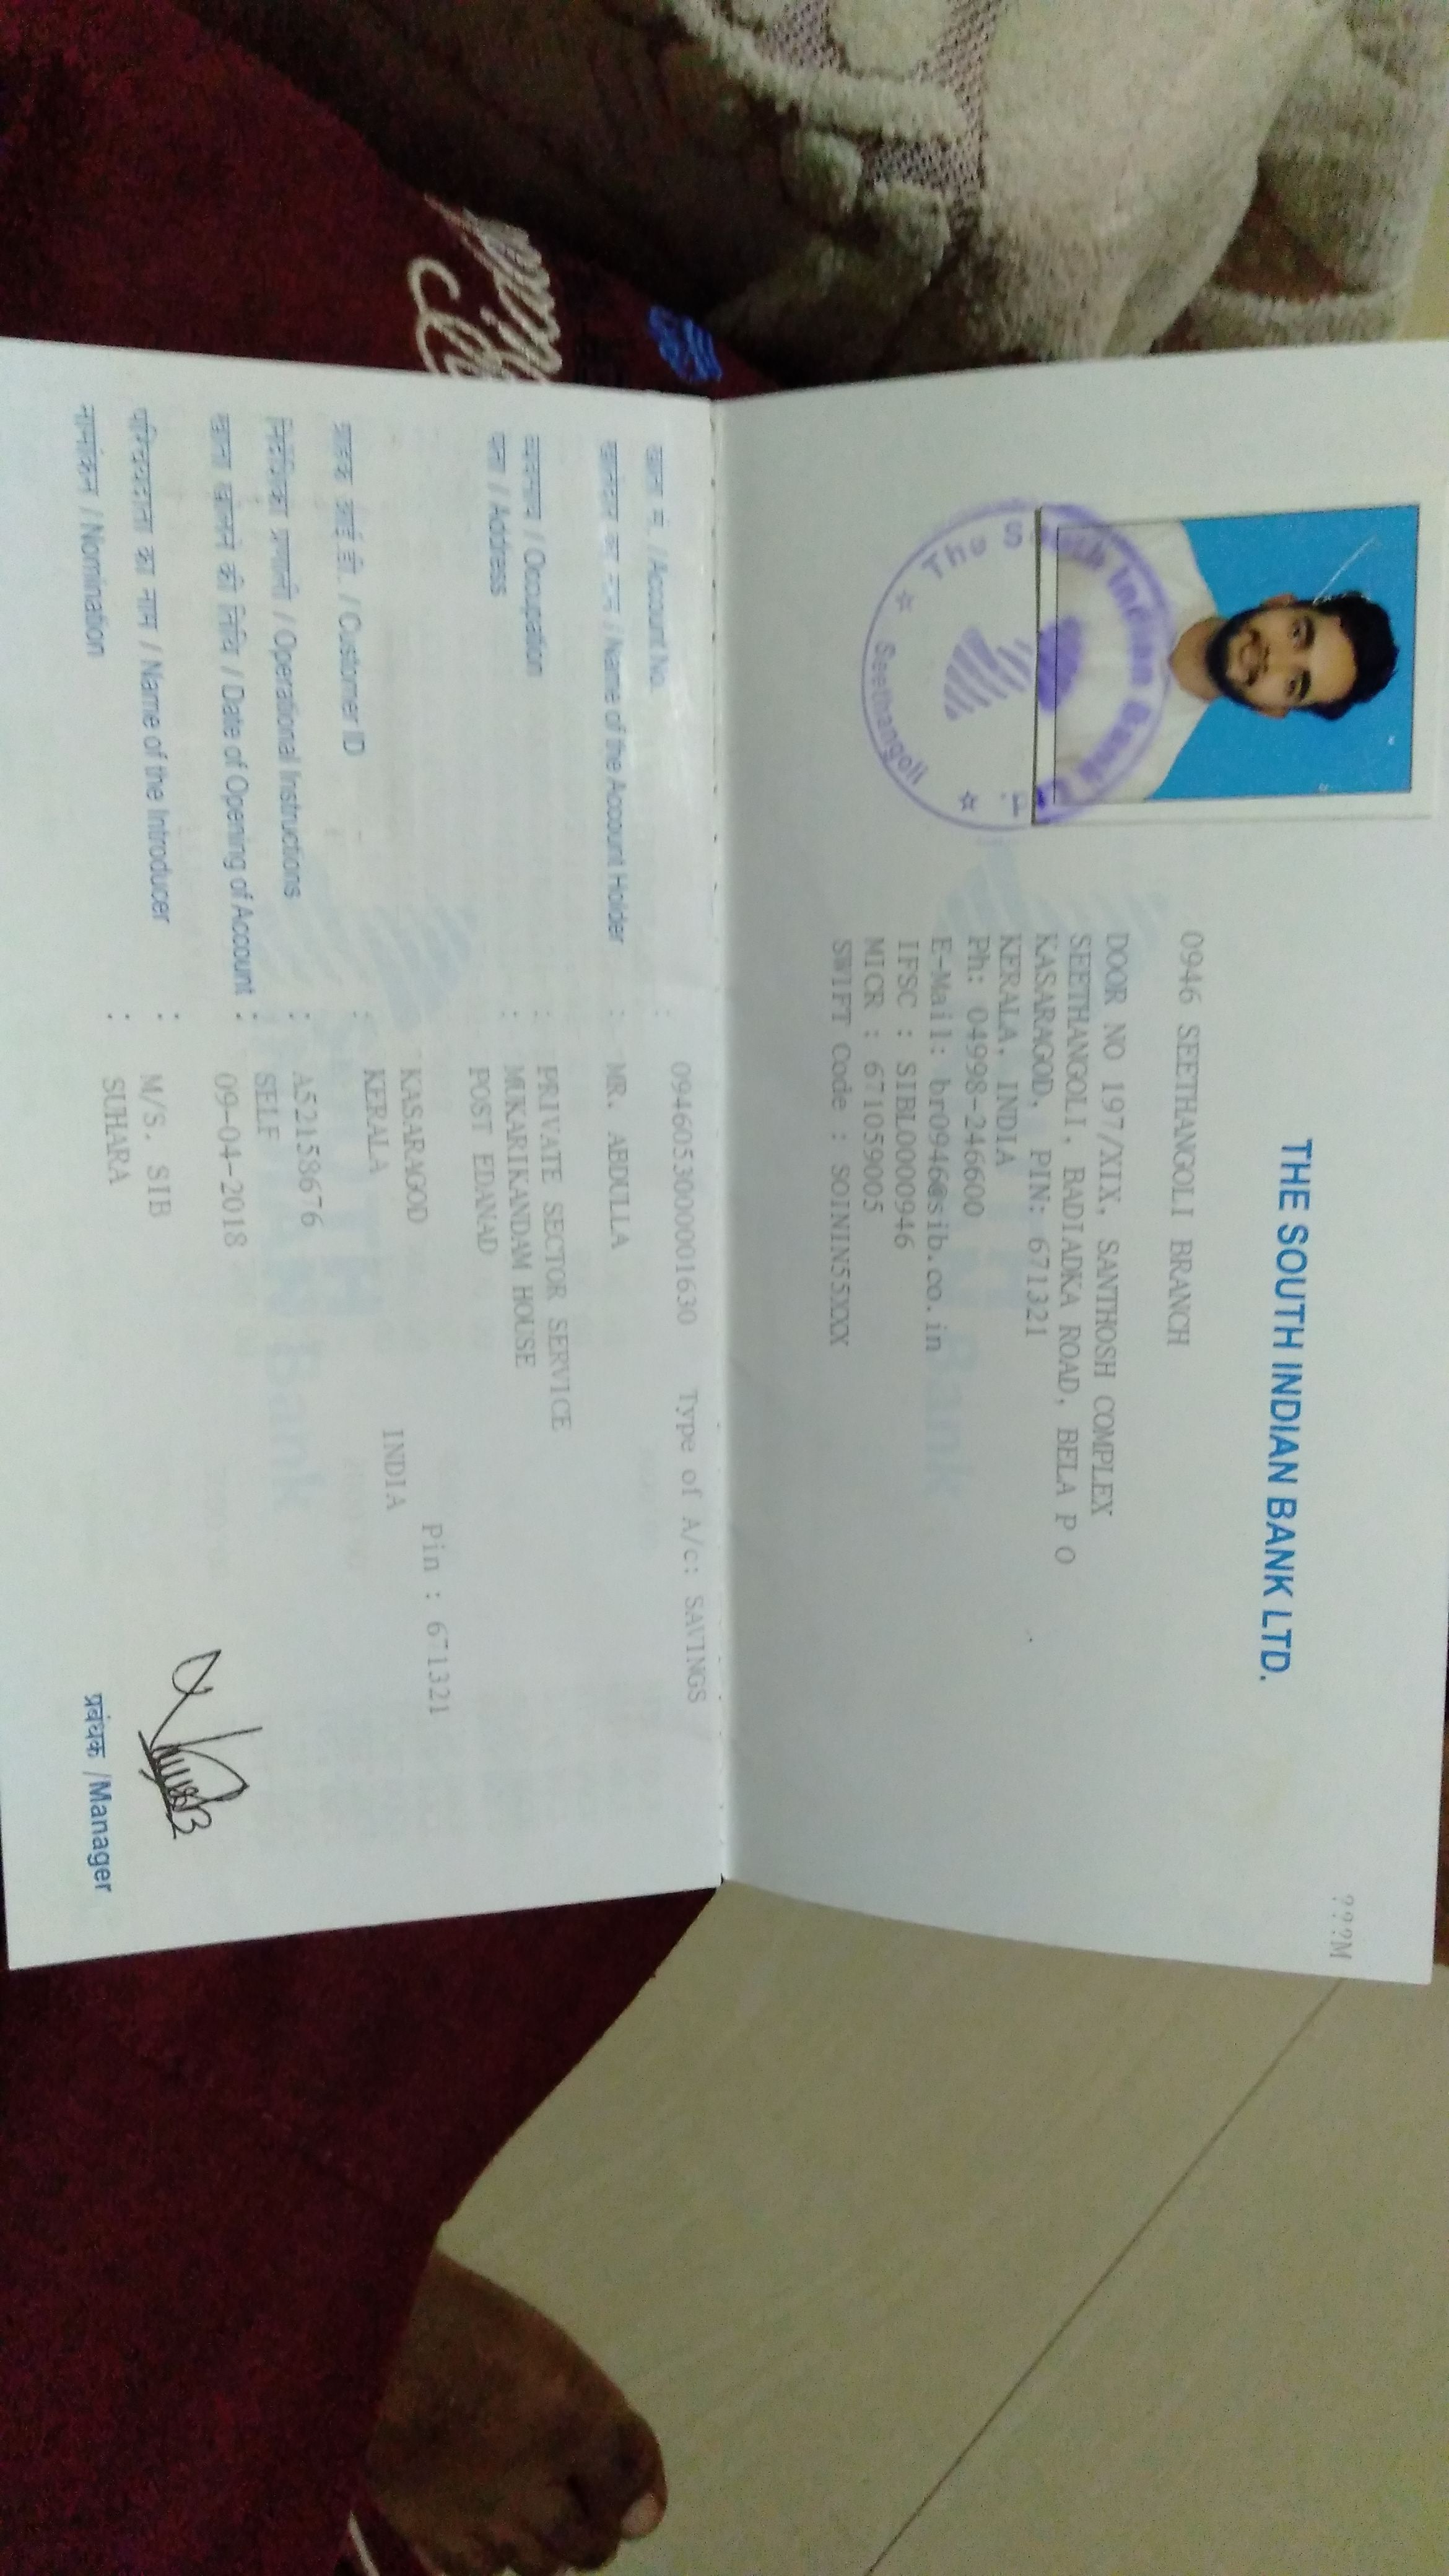 ???M
THE SOUTH INDIAN BANK LTD.
0946 SEETHANGOLI BRANCH
DOOR NO 197/XIX, SANTHOSH COMPLEX
SEETHANGOLI, BADIADKA ROAD, BELA P O
KASARAGOD, PIN: 671321
KERALA, INDIA
Ph: 04998-246600
E-Mail: br0946@sib.co.in
IFSC : SIBL0000946
MICR : 671059005
SWIFT Code : SOININ55XXX
The South Indian Bank
Seethangoli
खाता सं. / Account No. : 0946053000001630 Type of A/c: SAVINGS
खातेदार का नाम / Name of the Account Holder : MR. ABDULLA
व्यवसाय / Occupation : PRIVATE SECTOR SERVICE
पता / Address : MUKARIKANDAM HOUSE
POST EDANAD
Pin : 671321
KASARAGOD
KERALA INDIA
ग्राहक आई डी. / Customer ID : A52158676
निर्देशिका प्रणाली / Operational Instructions : SELF
खाता खोलने की तिथि / Date of Opening of Account : 09-04-2018
परिचयदाता का नाम / Name of the Introducer : M/S. SIB
नामांकन / Nomination : SUHARA
प्रबंधक /Manager